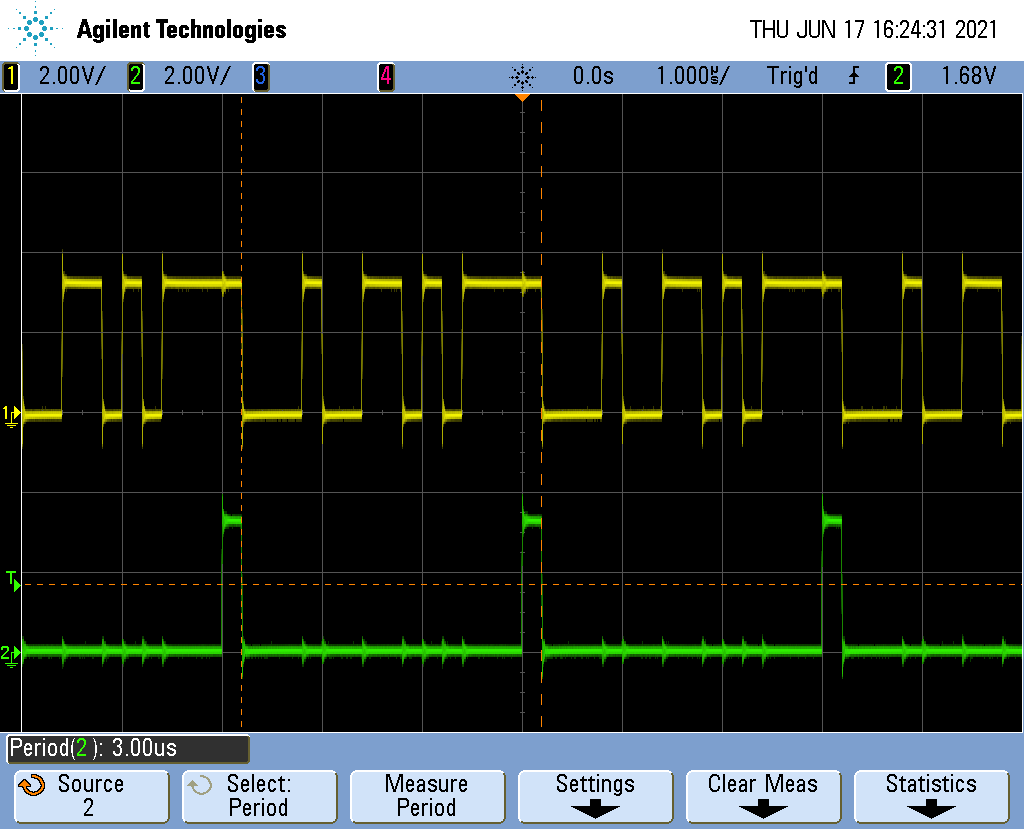 Agilent Technologies THU JUN 17 16:24:31 2021
1 2.00V/ 2 2.00V/ 3 4 0.0s 1.000us/ Trig'd 2 1.68V
1
T
2
Period(2): 3.00us
Source Select: Measure Settings Clear Meas Statistics
2 Period Period